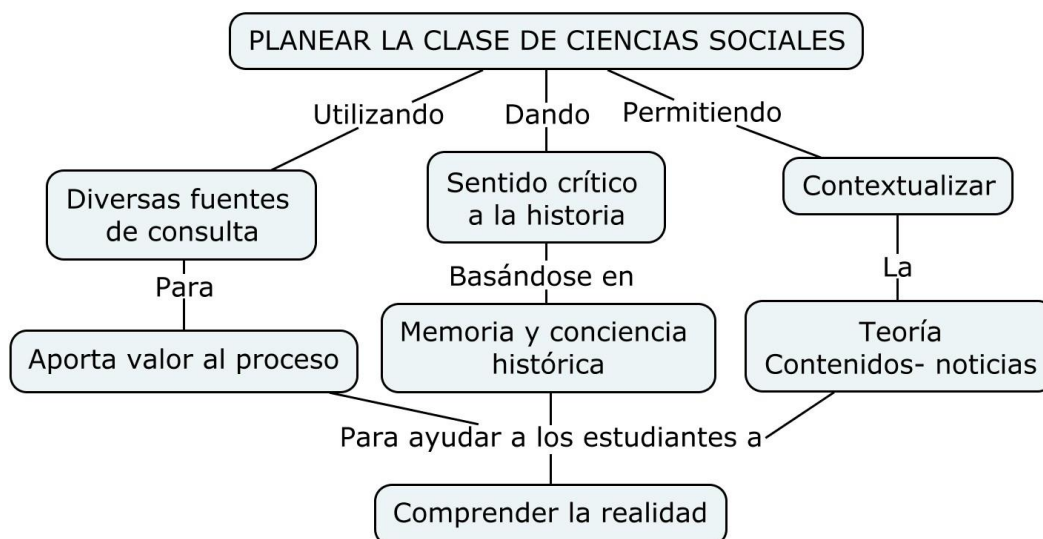 PLANEAR LA CLASE DE CIENCIAS SOCIALES
Utilizando
Dando
Permitiendo
Diversas fuentes
de consulta
Sentido crítico
a la historia
Contextualizar
Para
Basándose en
La
Aporta valor al proceso
Memoria y conciencia
histórica
Teoría
Contenidos- noticias
Para ayudar a los estudiantes a
Comprender la realidad